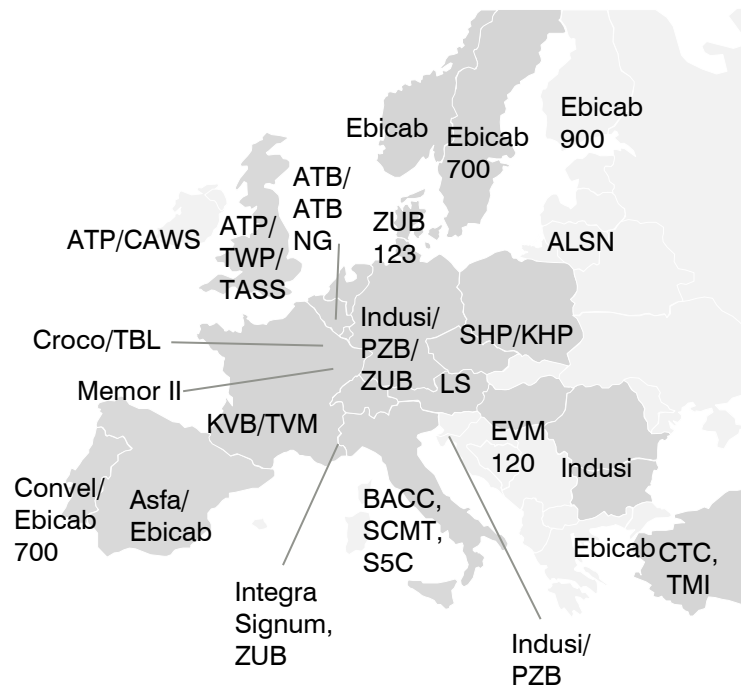 Ebicab
Ebicab
700
Ebicab
900
ATB/
ATB
NG
ATP/CAWS
ATP/
TWP/
TASS
ZUB
123
ALSN
Croco/TBL
Indusi/
PZB/
ZUB
SHP/KHP
Memor II
LS
KVB/TVM
EVM
120
Indusi
Convel/
Ebicab
700
Asfa/
Ebicab
BACC,
SCMT,
S5C
Ebicab
CTC,
TMI
Integra
Signum,
ZUB
Indusi/
PZB